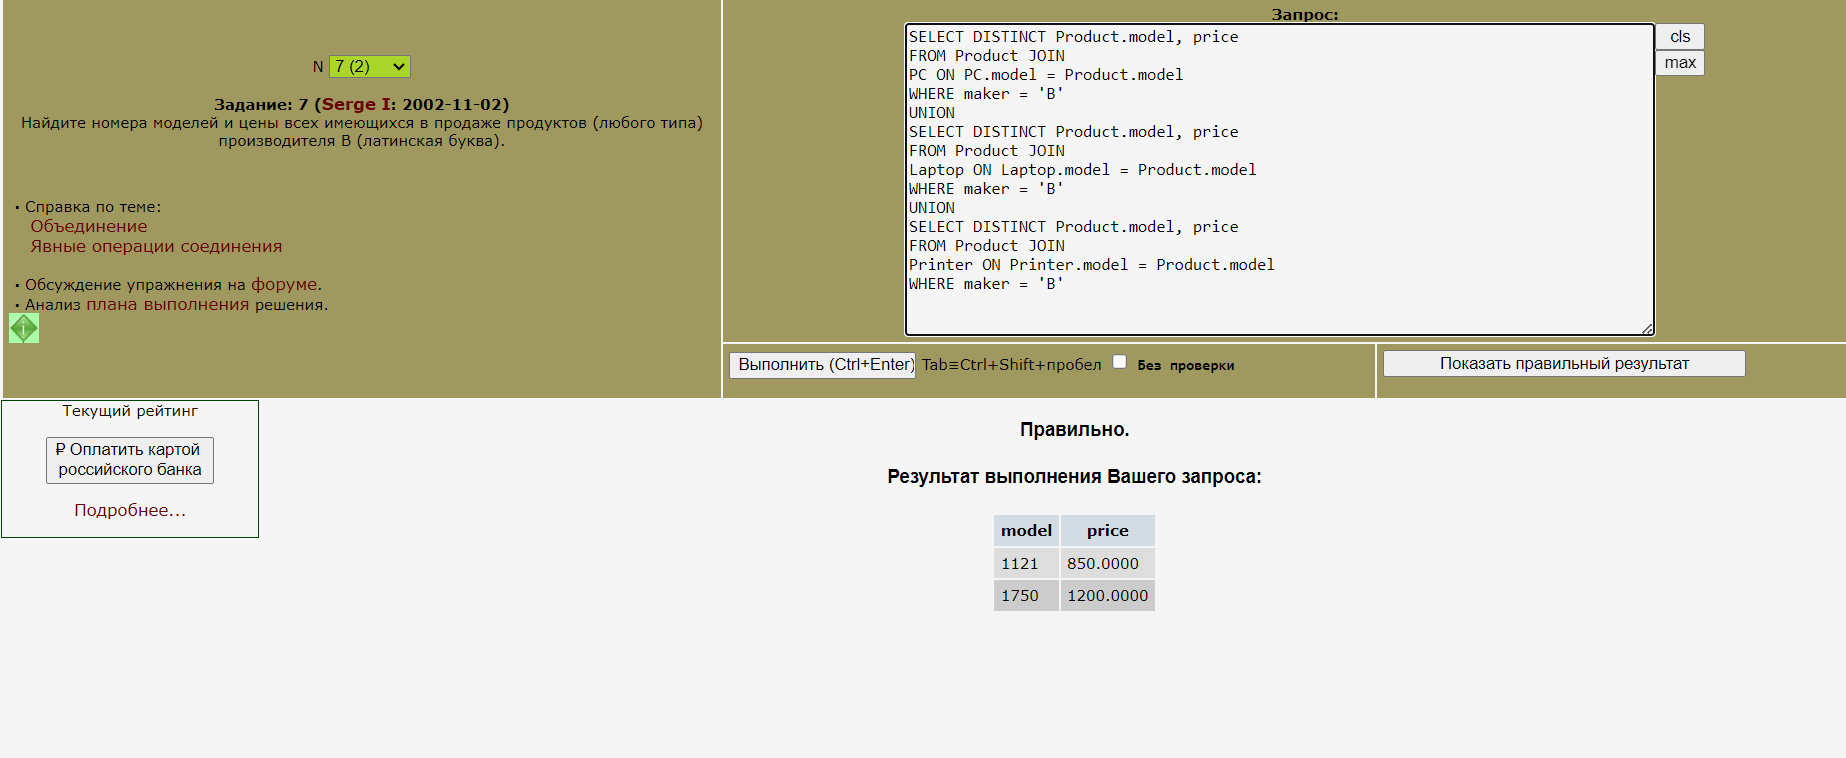 N 7 (2)
Задание: 7 (Serge I: 2002-11-02)
Найдите номера моделей и цены всех имеющихся в продаже продуктов (любого типа)
производителя B (латинская буква).
· Справка по теме:
Объединение
Явные операции соединения
· Обсуждение упражнения на форуме.
· Анализ плана выполнения решения.
i
Запрос:
SELECT DISTINCT Product.model, price
FROM Product JOIN
PC ON PC.model = Product.model
WHERE maker = 'B'
UNION
SELECT DISTINCT Product.model, price
FROM Product JOIN
Laptop ON Laptop.model = Product.model
WHERE maker = 'B'
UNION
SELECT DISTINCT Product.model, price
FROM Product JOIN
Printer ON Printer.model = Product.model
WHERE maker = 'B'
cls
max
Выполнить (Ctrl+Enter) Tab≡Ctrl+Shift+пробел Без проверки
Показать правильный результат
Текущий рейтинг
₽ Оплатить картой
российского банка
Подробнее...
Правильно.
Результат выполнения Вашего запроса:
model price
1121 850.0000
1750 1200.0000